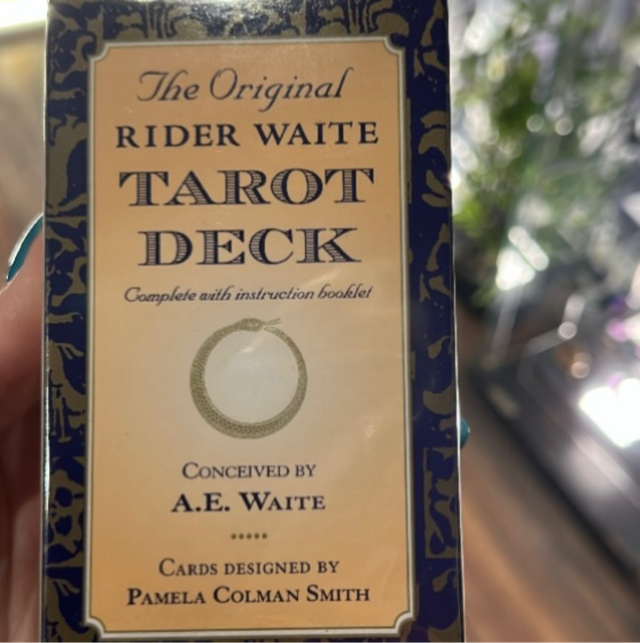 The Original
RIDER WAITE
TAROT
DECK
Complete with instruction booklet
CONCEIVED BY
A.E. WAITE
CARDS DESIGNED BY
PAMELA COLMAN SMITH